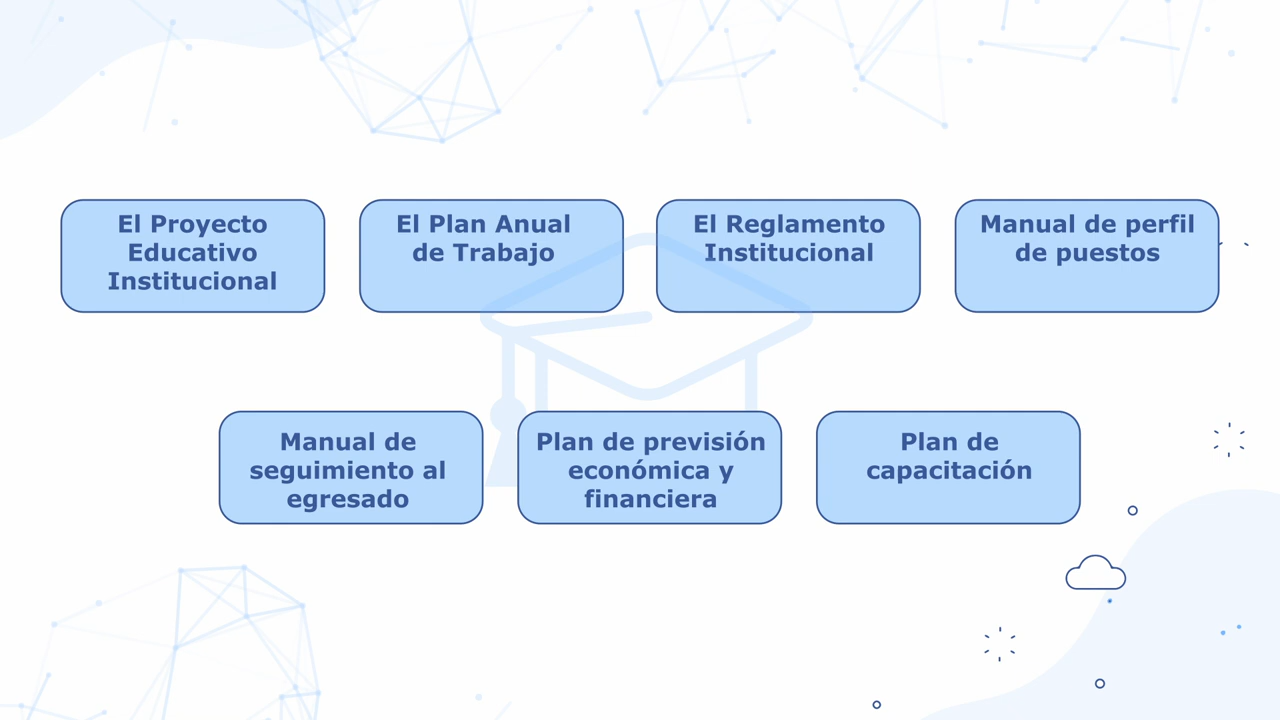 El Proyecto
Educativo
Institucional
El Plan Anual
de Trabajo
El Reglamento
Institucional
Manual de perfil
de puestos
Manual de
seguimiento al
egresado
Plan de previsión
económica y
financiera
Plan de
capacitación